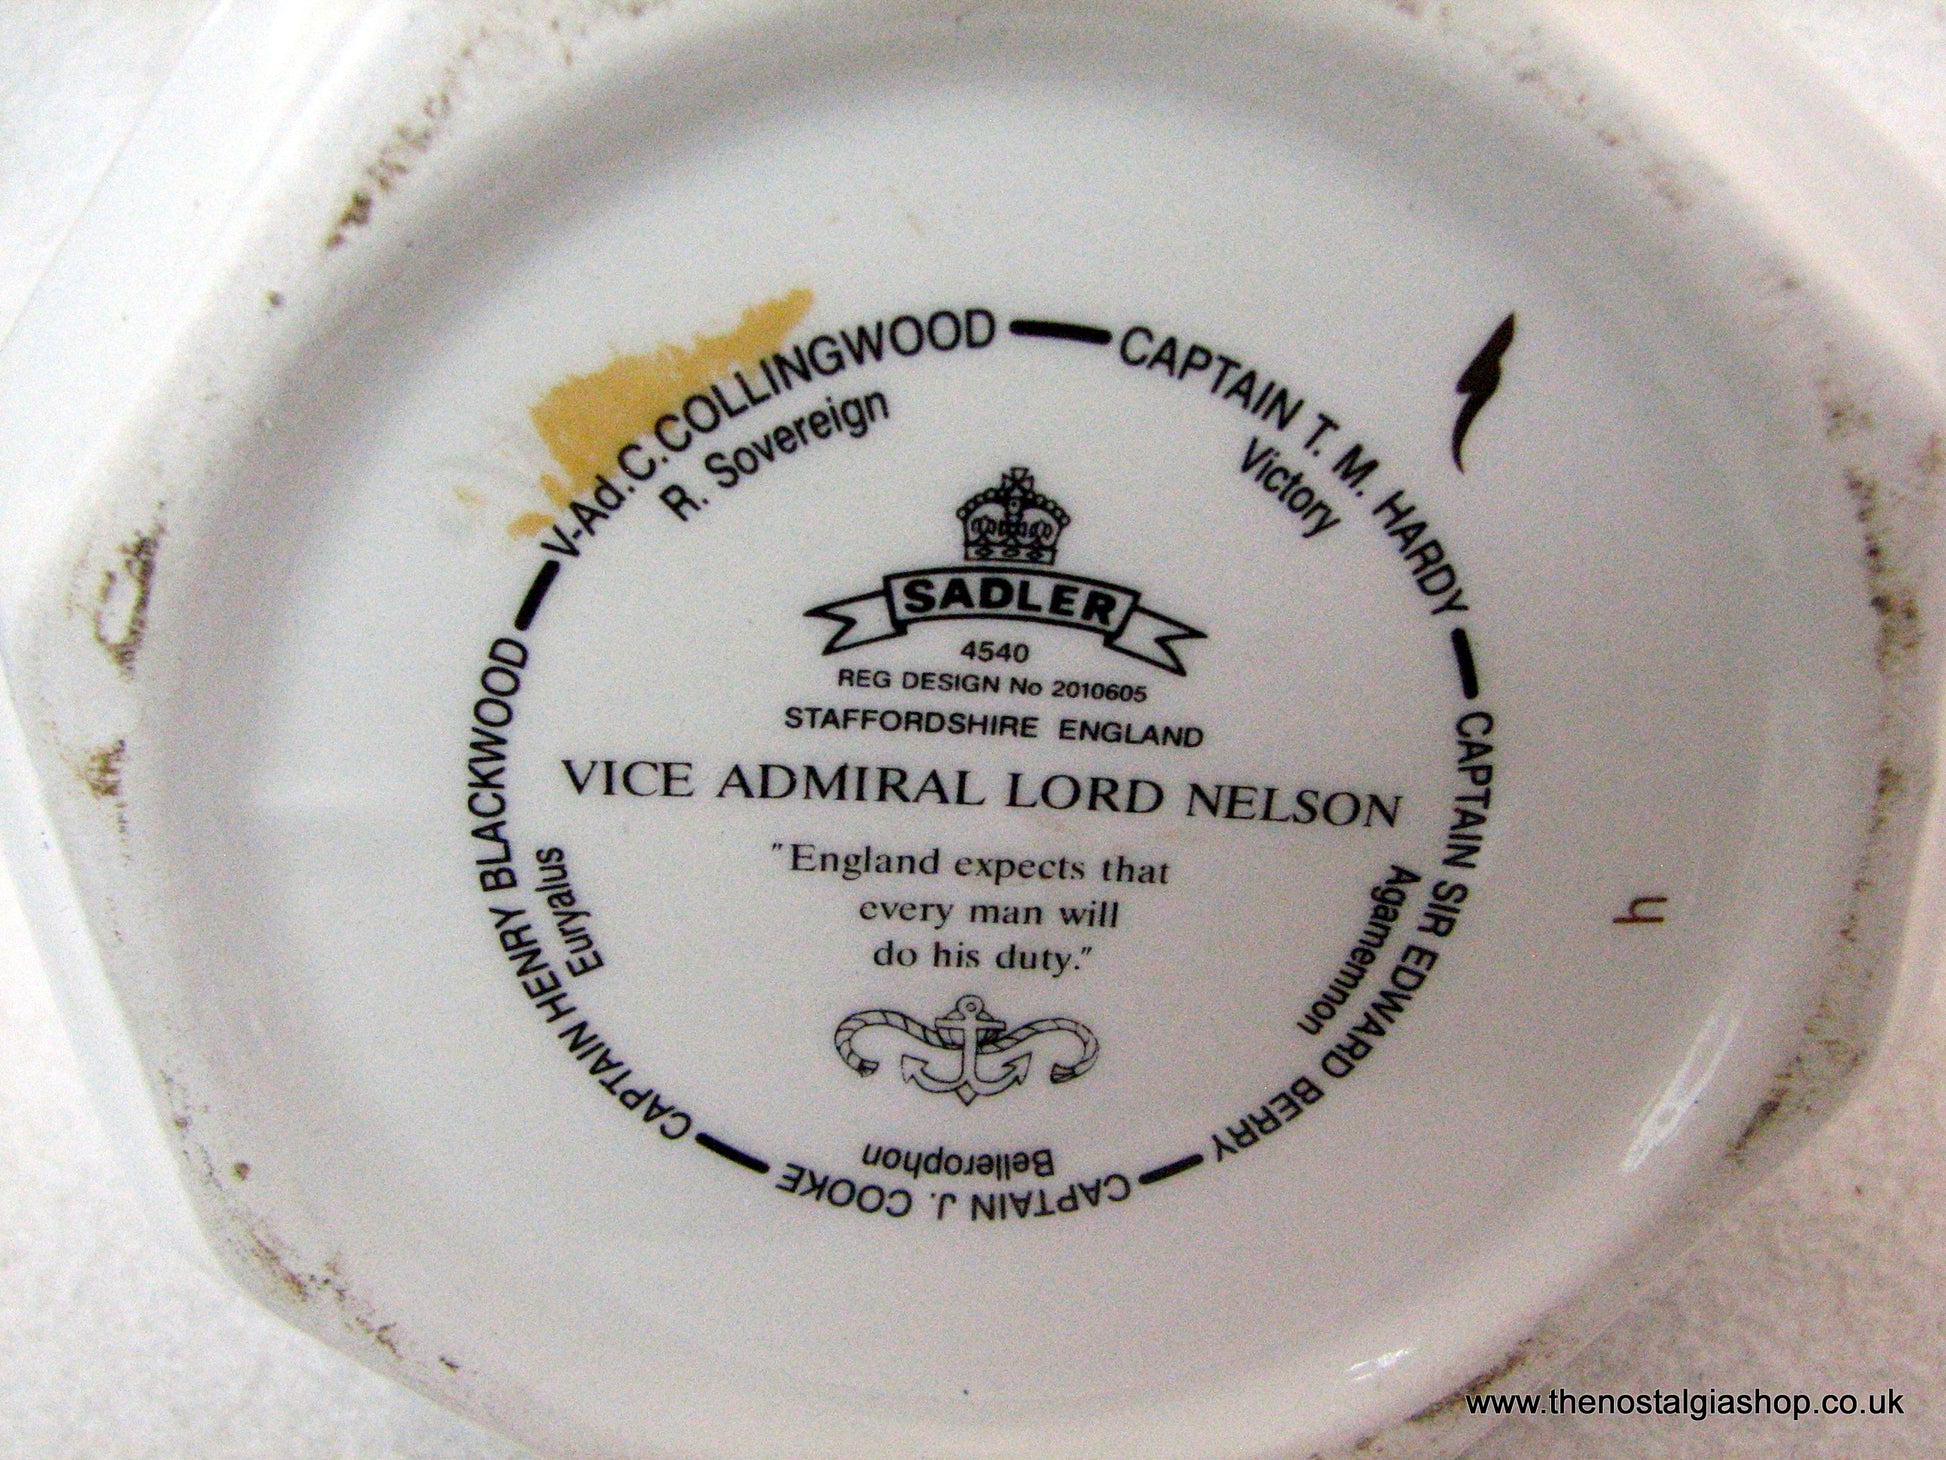 V-Ad.C.COLLINGWOOD
R. Sovereign
CAPTAIN T. M. HARDY
Victory
CAPTAIN SIR EDWARD BERRY
Agamemnon
CAPTAIN J. COOKE
Bellerophon
CAPTAIN HENRY BLACKWOOD
Euryalus
SADLER
4540
REG DESIGN No 2010605
STAFFORDSHIRE ENGLAND
VICE ADMIRAL LORD NELSON
"England expects that
every man will
do his duty."
h
www.thenostalgiashop.co.uk